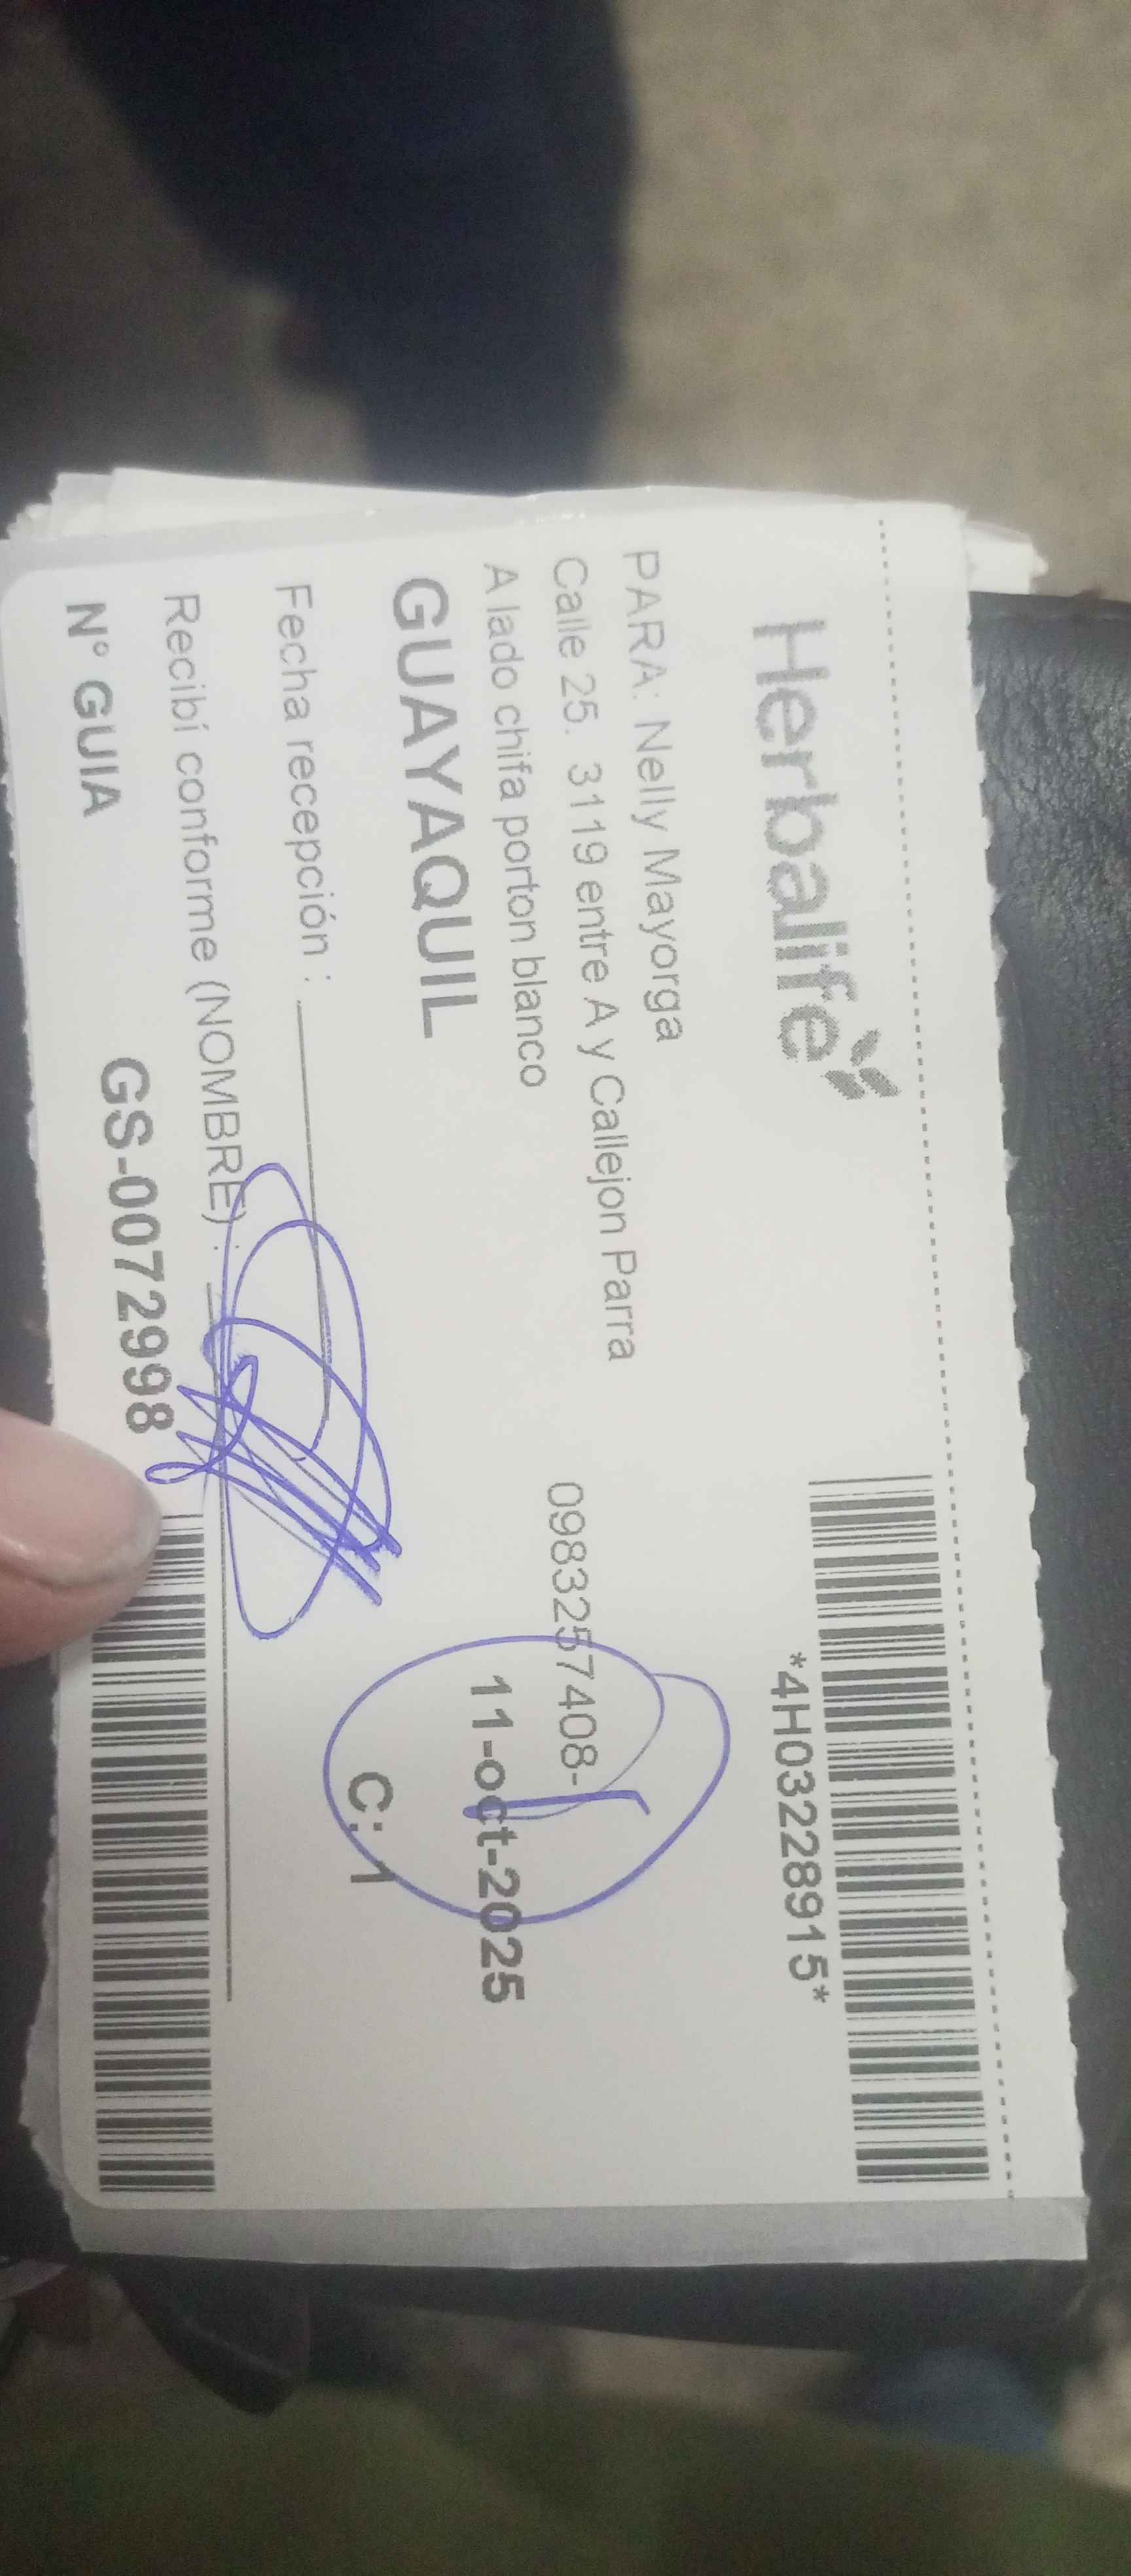 Herbalife
*4H03228915*
PARA: Nelly Mayorga
Calle 25. 3119 entre A y Callejon Parra
0983257408-
A lado chifa porton blanco
11-oct-2025
GUAYAQUIL
C: 1
Fecha recepción :
Recibí conforme (NOMBRE) :
N° GUIA GS-0072998